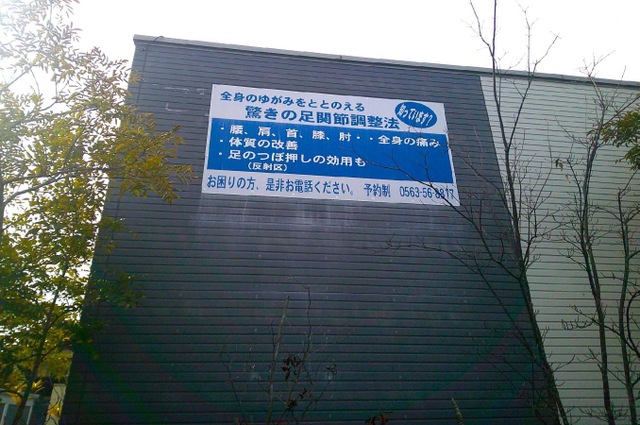 全身のゆがみをととのえる
知っていますか？
驚きの足関節調整法
・腰、肩、首、膝、肘・・全身の痛み
・体質の改善
・足のつぼ押しの効用も
(反射区)
お困りの方、是非お電話ください。 予約制 0563-56-8817